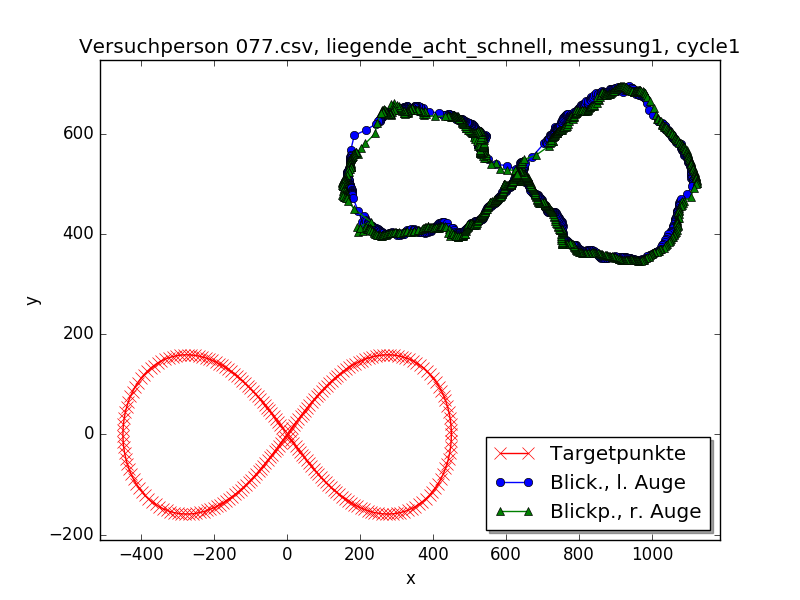 Versuchperson 077.csv, liegende_acht_schnell, messung1, cycle1
y
600
400
200
0
−200
−400
−200
0
200
400
600
800
1000
x
Targetpunkte
Blick., l. Auge
Blickp., r. Auge